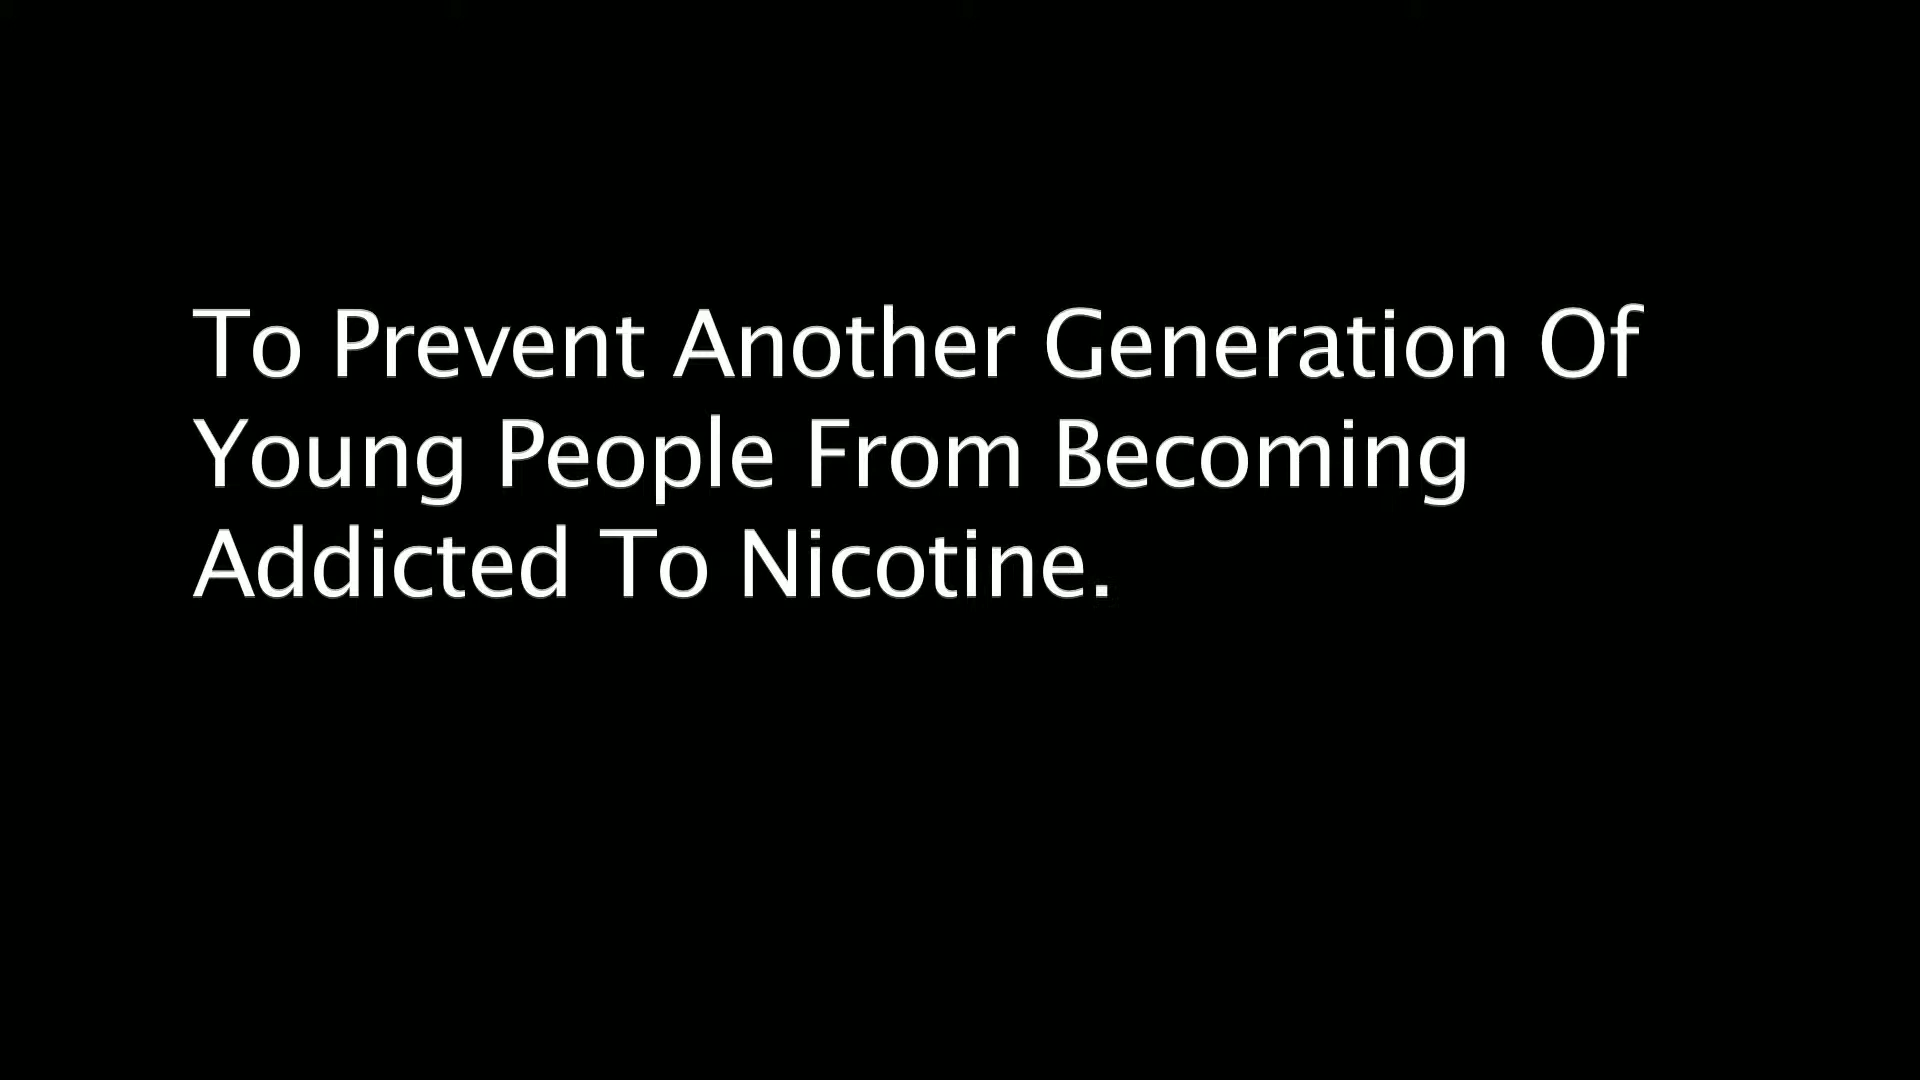 To Prevent Another Generation Of
Young People From Becoming
Addicted To Nicotine.